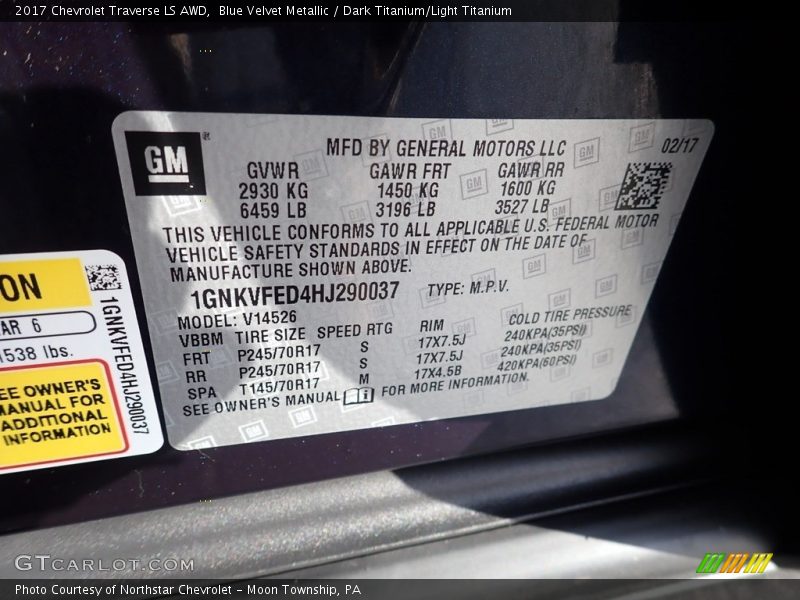 2017 Chevrolet Traverse LS AWD,  Blue Velvet Metallic / Dark Titanium/Light Titanium
GM
MFD BY GENERAL MOTORS LLC
02/17
GVWR GAWR FRT GAWR RR
2930 KG 1450 KG 1600 KG
6459 LB 3196 LB 3527 LB
THIS VEHICLE CONFORMS TO ALL APPLICABLE U.S. FEDERAL MOTOR
VEHICLE SAFETY STANDARDS IN EFFECT ON THE DATE OF
MANUFACTURE SHOWN ABOVE.
1GNKVFED4HJ290037 TYPE: M.P.V.
MODEL: V14526
VBBM TIRE SIZE SPEED RTG RIM COLD TIRE PRESSURE
FRT P245/70R17 S 17X7.5J 240KPA(35PSI)
RR P245/70R17 S 17X7.5J 240KPA(35PSI)
SPA T145/70R17 M 17X4.5B 420KPA(60PSI)
SEE OWNER'S MANUAL FOR MORE INFORMATION.
ON
AR 6
1538 lbs.
SEE OWNER'S
MANUAL FOR
ADDITIONAL
INFORMATION
1GNKVFED4HJ290037
GTCARLOT.COM
Photo Courtesy of Northstar Chevrolet - Moon Township, PA